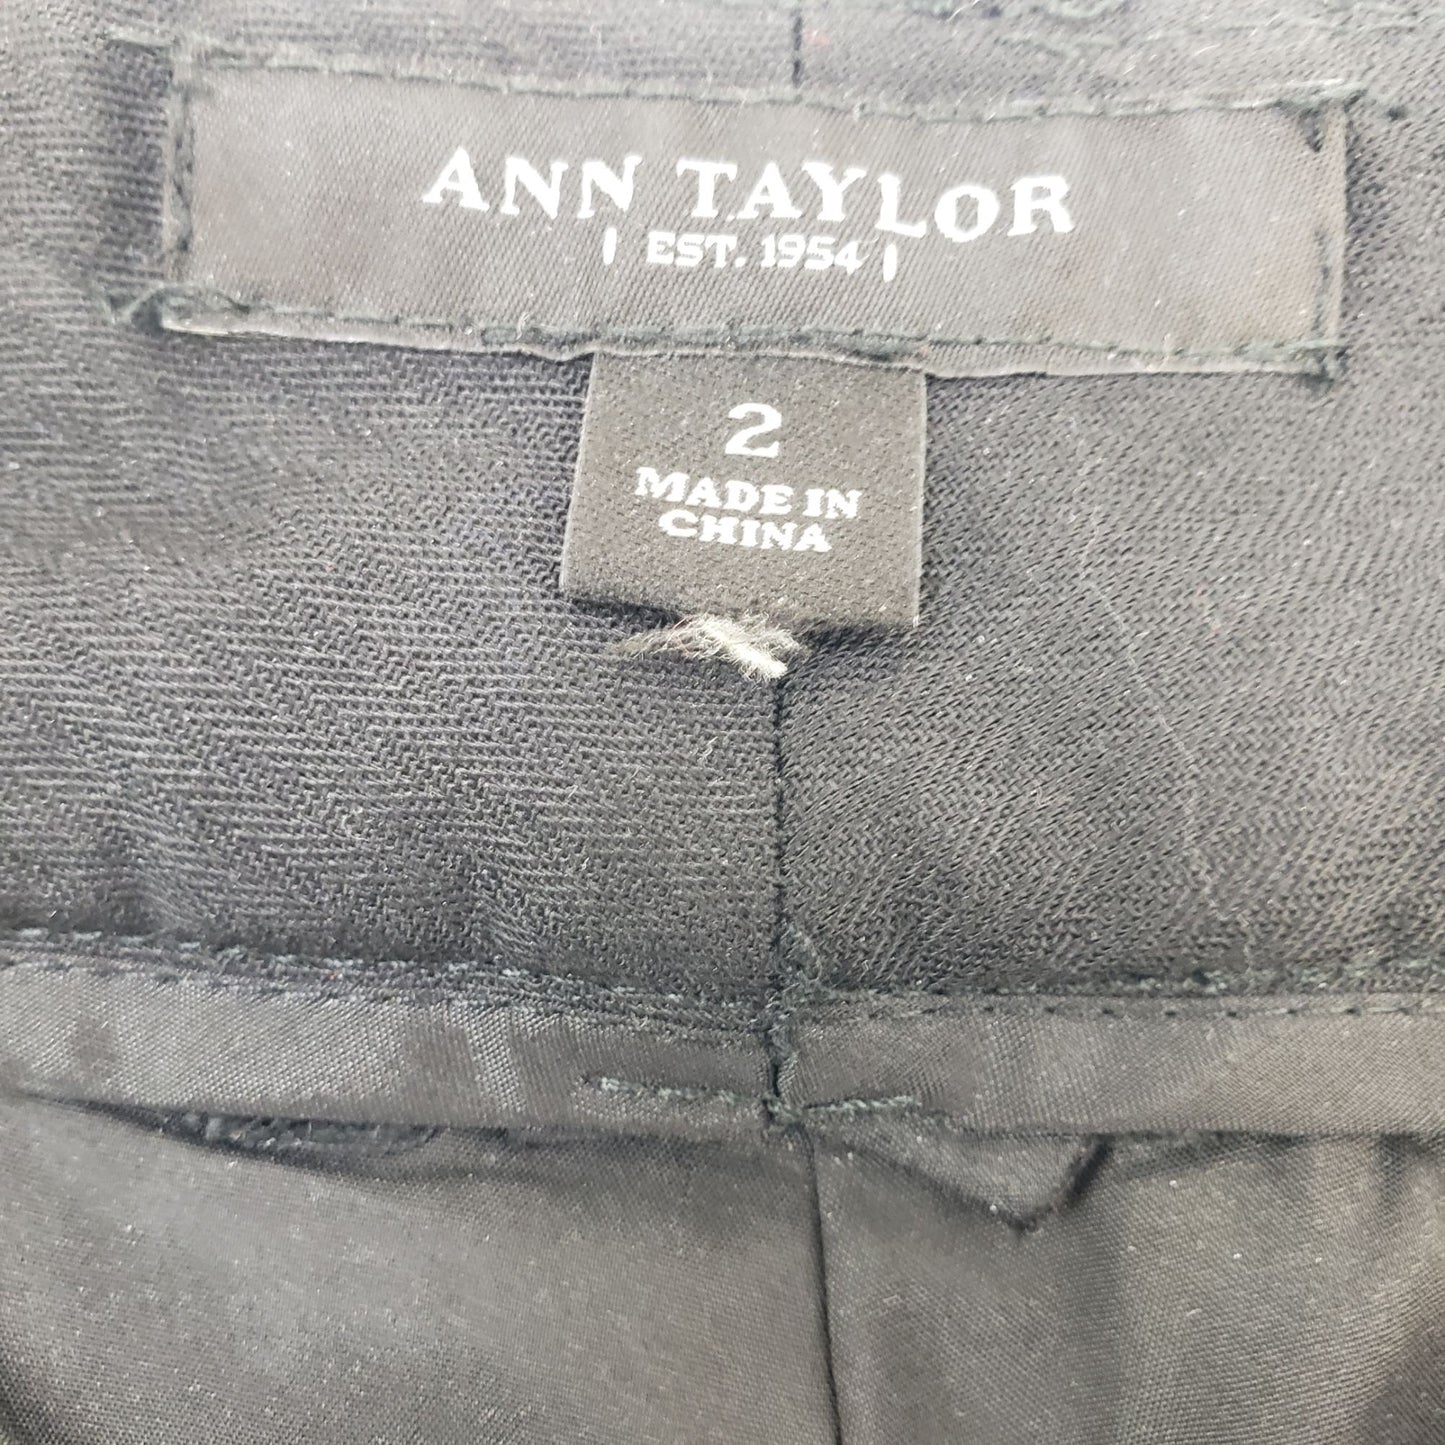 ANN TAYLOR
EST. 1954
2
MADE IN
CHINA